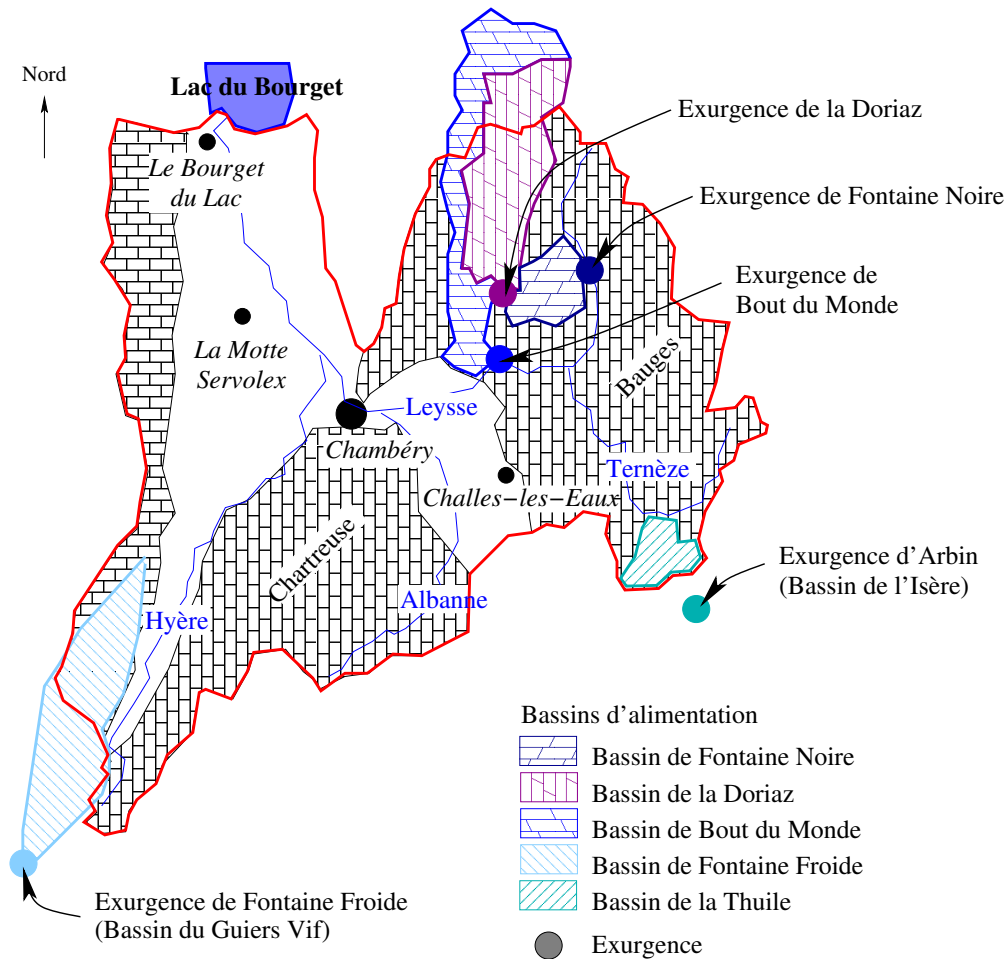 Nord
Lac du Bourget
Le Bourget
du Lac
Exurgence de la Doriaz
Exurgence de Fontaine Noire
Exurgence de
Bout du Monde
La Motte
Servolex
Bauges
Leysse
Chambéry
Ternèze
Challes−les−Eaux
Chartreuse
Exurgence d'Arbin
(Bassin de l'Isère)
Albanne
Hyère
Bassins d'alimentation
Bassin de Fontaine Noire
Bassin de la Doriaz
Bassin de Bout du Monde
Bassin de Fontaine Froide
Bassin de la Thuile
Exurgence
Exurgence de Fontaine Froide
(Bassin du Guiers Vif)